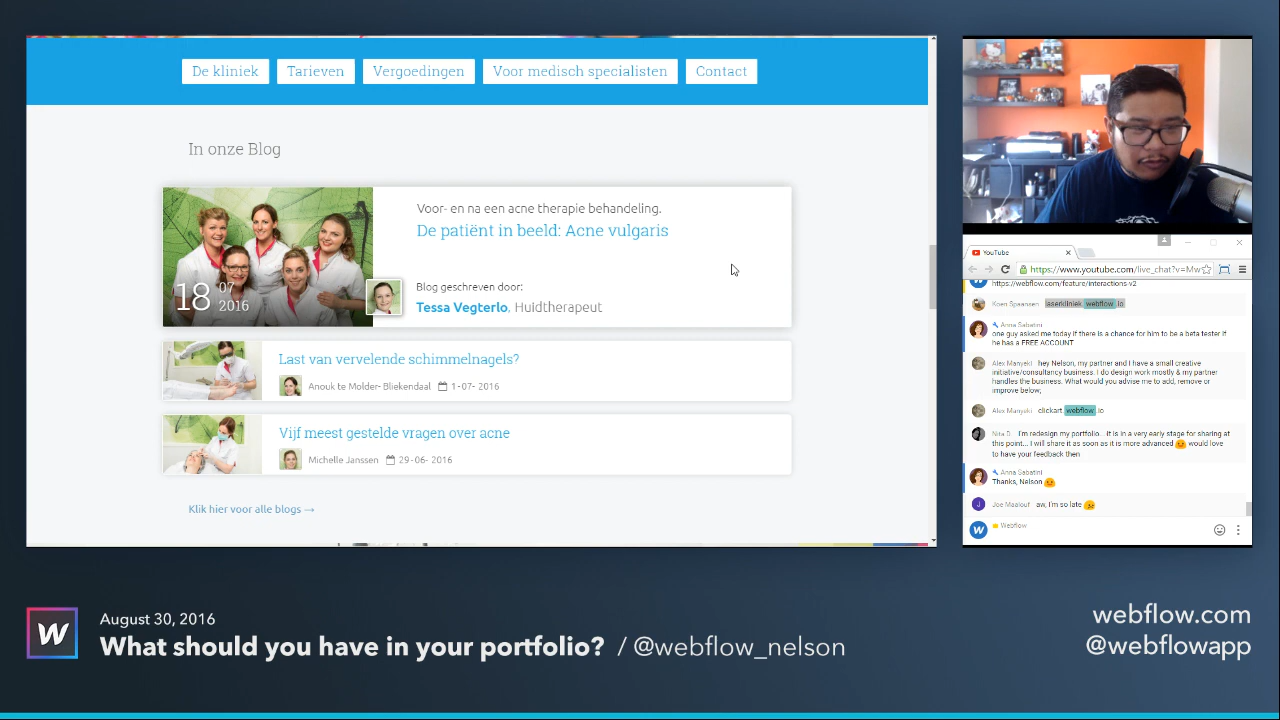 De kliniek
Tarieven
Vergoedingen
Voor medisch specialisten
Contact
In onze Blog
18 07
2016
Voor- en na een acne therapie behandeling.
De patiënt in beeld: Acne vulgaris
Blog geschreven door:
Tessa Vegterlo, Huidtherapeut
Last van vervelende schimmelnagels?
Anouk te Molder- Bliekendaal 1-07- 2016
Vijf meest gestelde vragen over acne
Michelle Janssen 29-06- 2016
Klik hier voor alle blogs →
YouTube
https://www.youtube.com/live_chat?v=Mw
https://webflow.com/feature/interactions-v2
Koen Spaansen aserkliniek.webflow.io
Anna Sabatini
one guy asked me today if there is a chance for him to be a beta tester if
he has a FREE ACCOUNT
Alex Manyeki hey Nelson, my partner and I have a small creative
initiative/consultancy business. I do design work mostly & my partner
handles the business. What would you advise me to add, remove or
improve below;
Alex Manyeki clickart.webflow.io
Nita D. I'm redesign my portfolio... it is in a very early stage for sharing at
this point... I will share it as soon as it is more advanced would love
to have your feedback then
Anna Sabatini
Thanks, Nelson
Joe Maalouf aw, I'm so late
Webflow
W
August 30, 2016
What should you have in your portfolio? / @webflow_nelson
webflow.com
@webflowapp